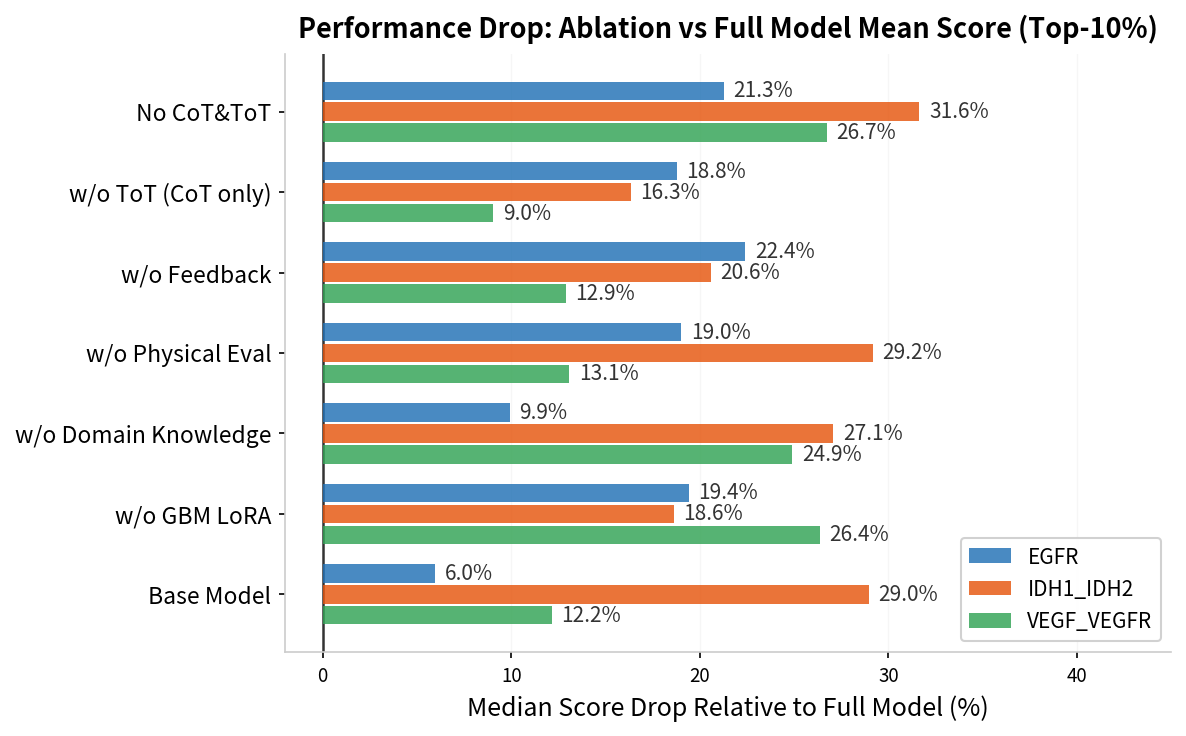 Performance Drop: Ablation vs Full Model Mean Score (Top-10%)
No CoT&ToT
21.3%
31.6%
26.7%
w/o ToT (CoT only)
18.8%
16.3%
9.0%
w/o Feedback
22.4%
20.6%
12.9%
w/o Physical Eval
19.0%
29.2%
13.1%
w/o Domain Knowledge
9.9%
27.1%
24.9%
w/o GBM LoRA
19.4%
18.6%
26.4%
Base Model
6.0%
29.0%
12.2%
EGFR
IDH1_IDH2
VEGF_VEGFR
0 10 20 30 40
Median Score Drop Relative to Full Model (%)